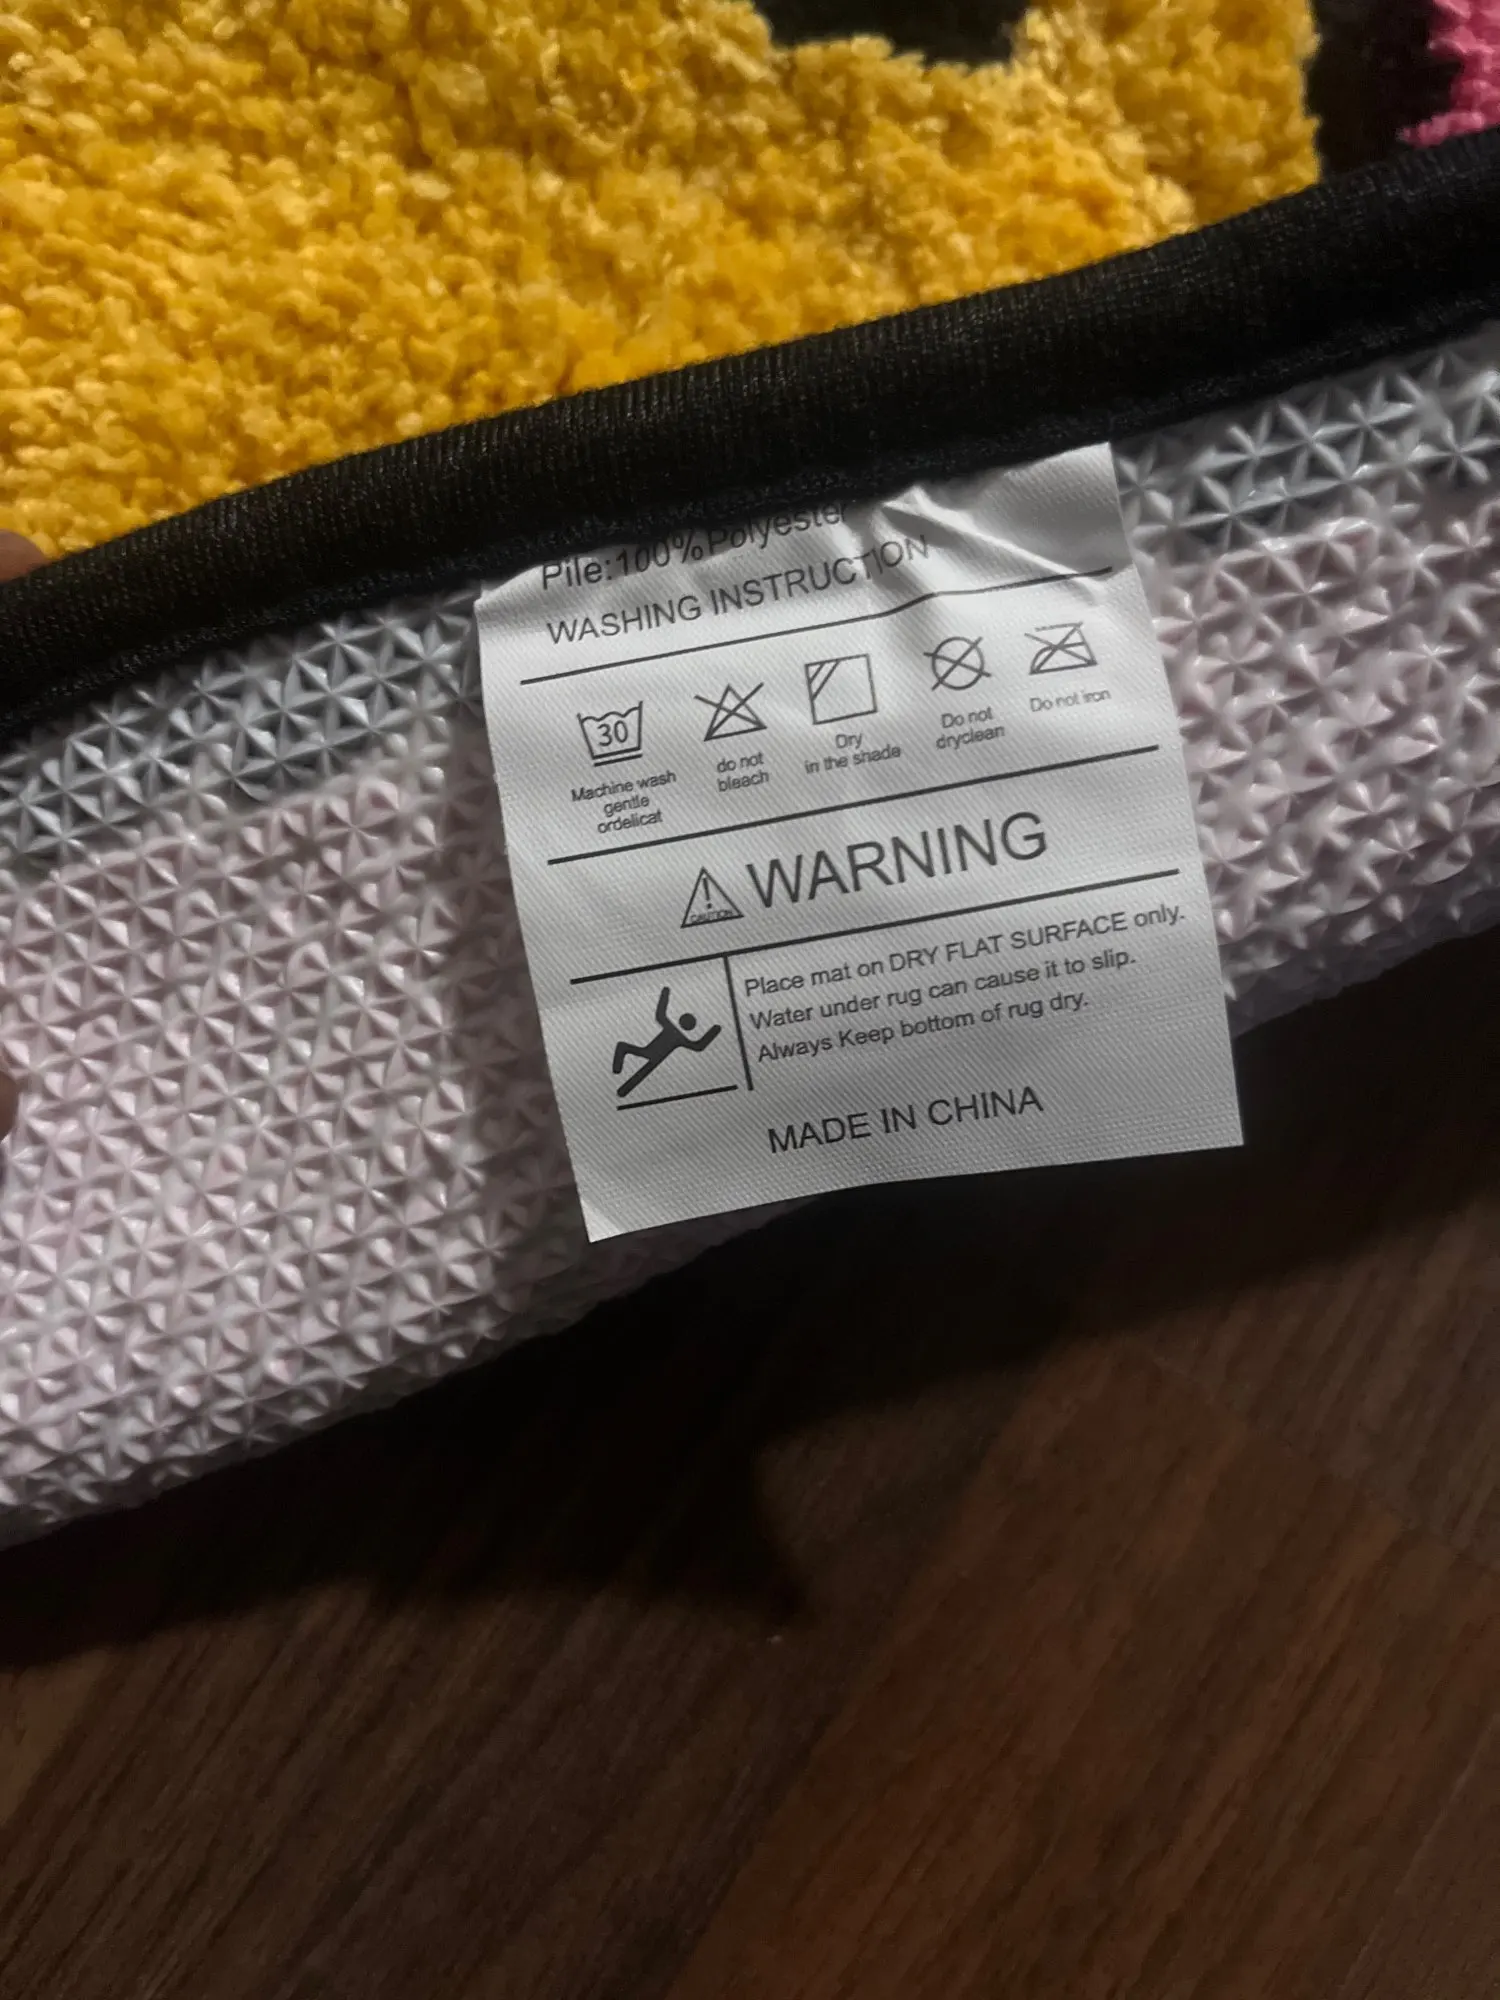 Pile:100%Polyester
WASHING INSTRUCTION
30
Machine wash
gentle
ordelicat
do not
bleach
Dry
in the shade
Do not
dryclean
Do not iron
CAUTION
WARNING
Place mat on DRY FLAT SURFACE only.
Water under rug can cause it to slip.
Always Keep bottom of rug dry.
MADE IN CHINA